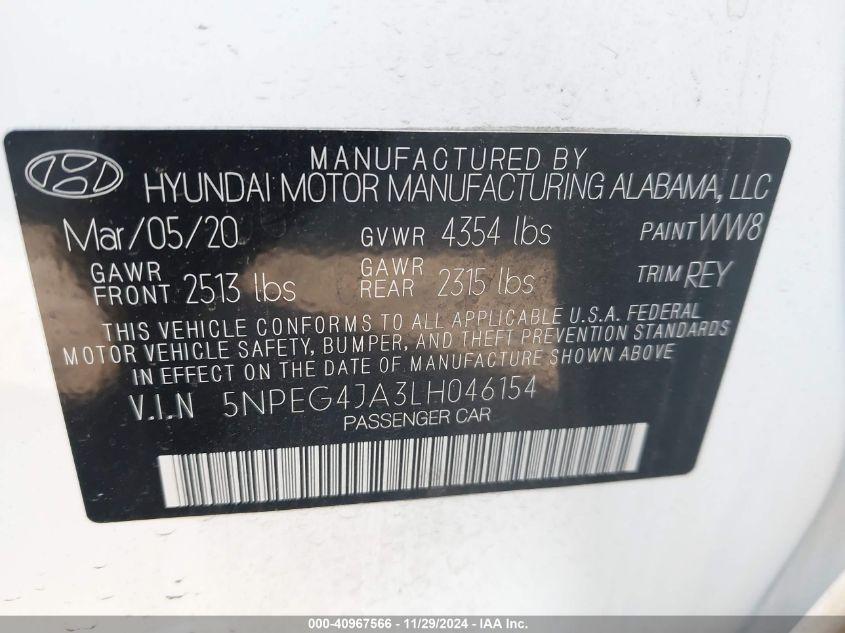 MANUFACTURED BY
HYUNDAI MOTOR MANUFACTURING ALABAMA, LLC
Mar/05/20 GVWR 4354 lbs PAINT WW8
GAWR FRONT 2513 lbs GAWR REAR 2315 lbs TRIM REY
THIS VEHICLE CONFORMS TO ALL APPLICABLE U.S.A. FEDERAL
MOTOR VEHICLE SAFETY, BUMPER, AND THEFT PREVENTION STANDARDS
IN EFFECT ON THE DATE OF MANUFACTURE SHOWN ABOVE.
V.I.N 5NPEG4JA3LH046154
PASSENGER CAR
000-40967566 - 11/29/2024 - IAA Inc.